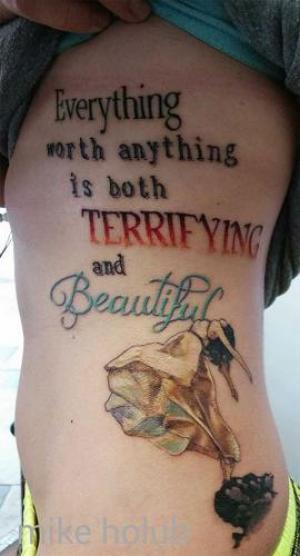 Everything
worth anything
is both
TERRIFYING
and
Beautiful
mike holub